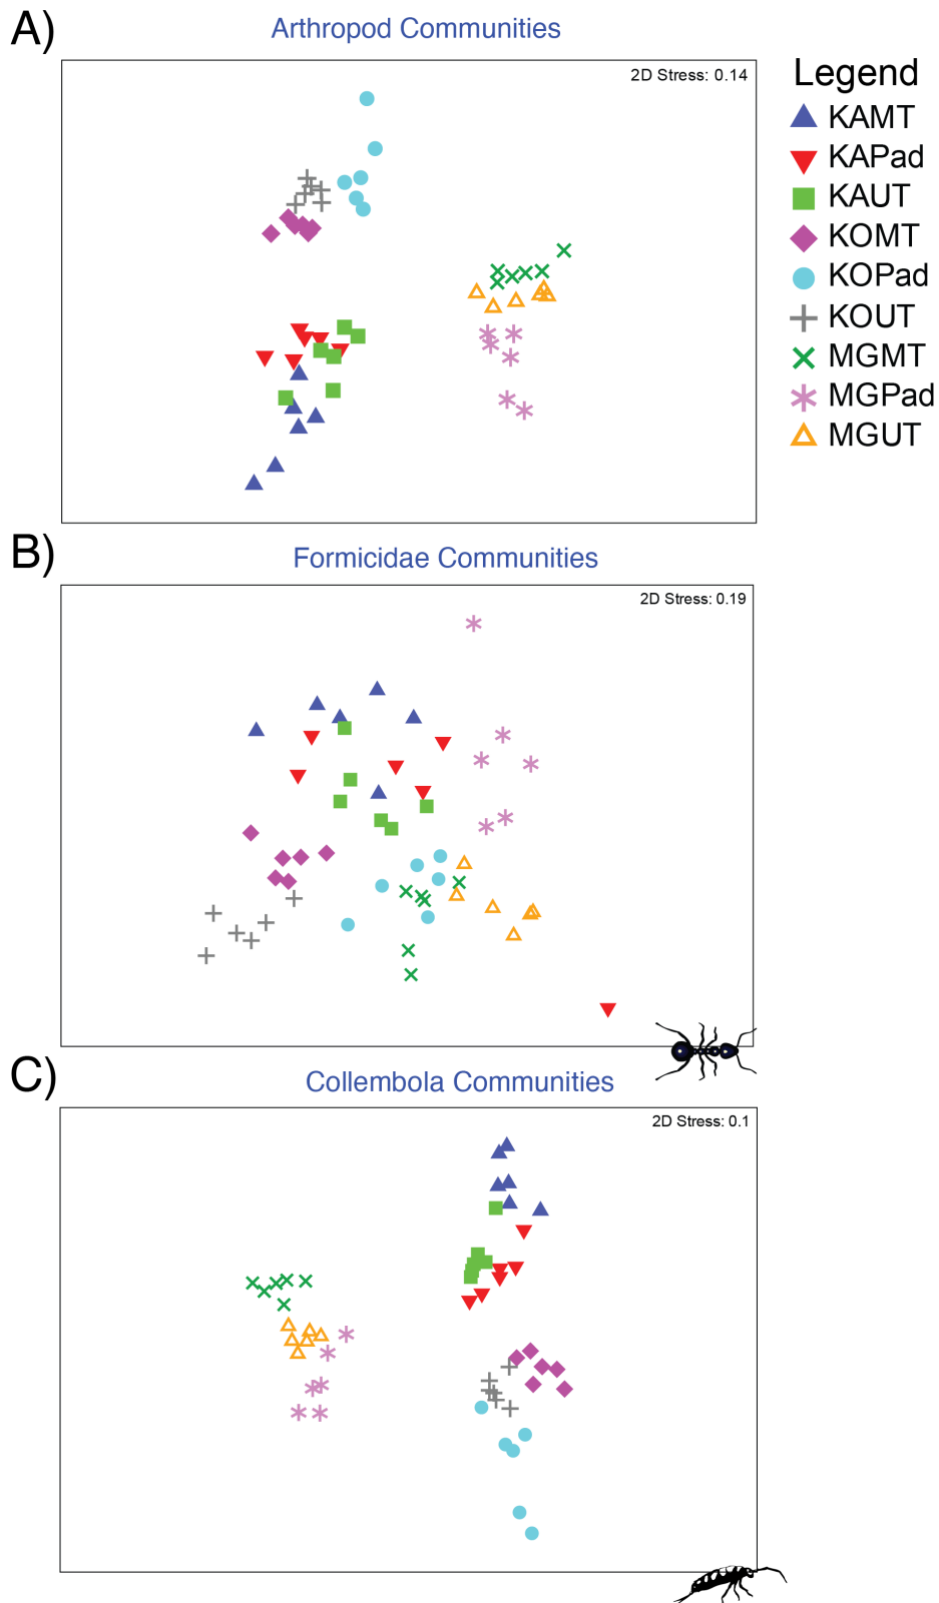 A)
Arthropod Communities
2D Stress: 0.14
Legend
KAMT
KAPad
KAUT
KOMT
KOPad
KOUT
MGMT
MGPad
MGUT
B)
Formicidae Communities
2D Stress: 0.19
C)
Collembola Communities
2D Stress: 0.1